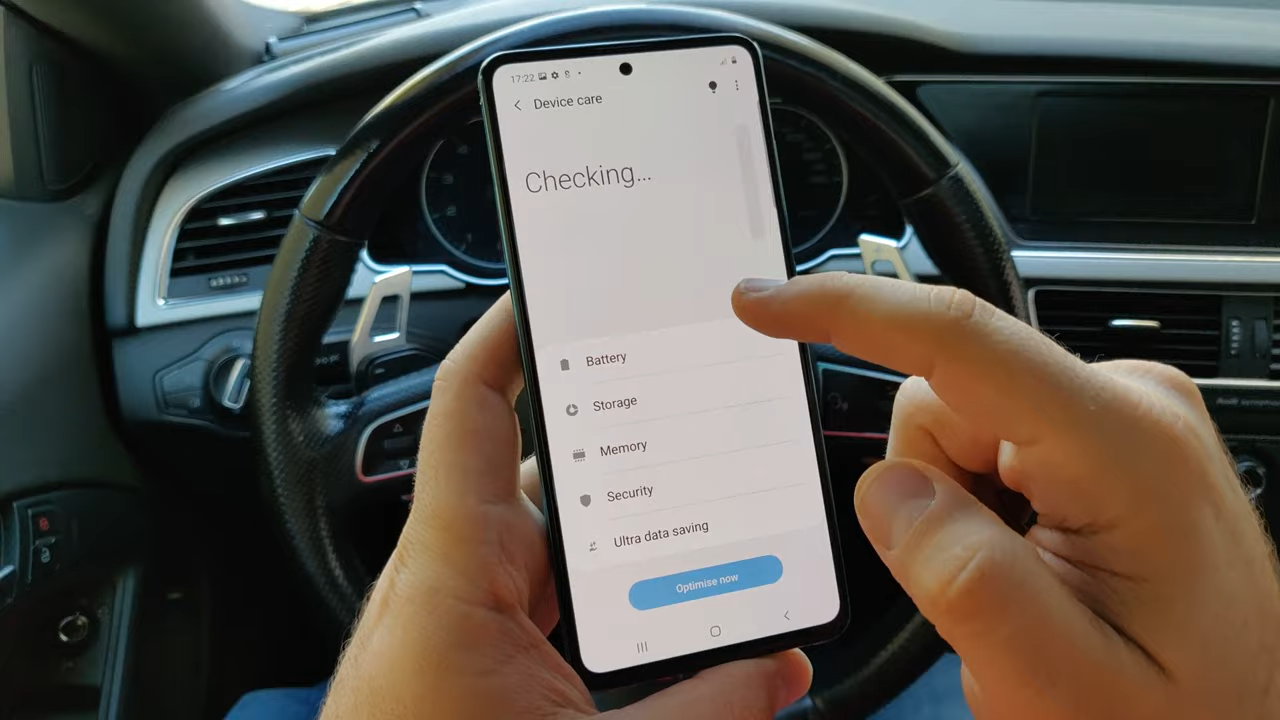 17:22
Device care
Checking...
Battery
Storage
Memory
Security
Ultra data saving
Optimise now